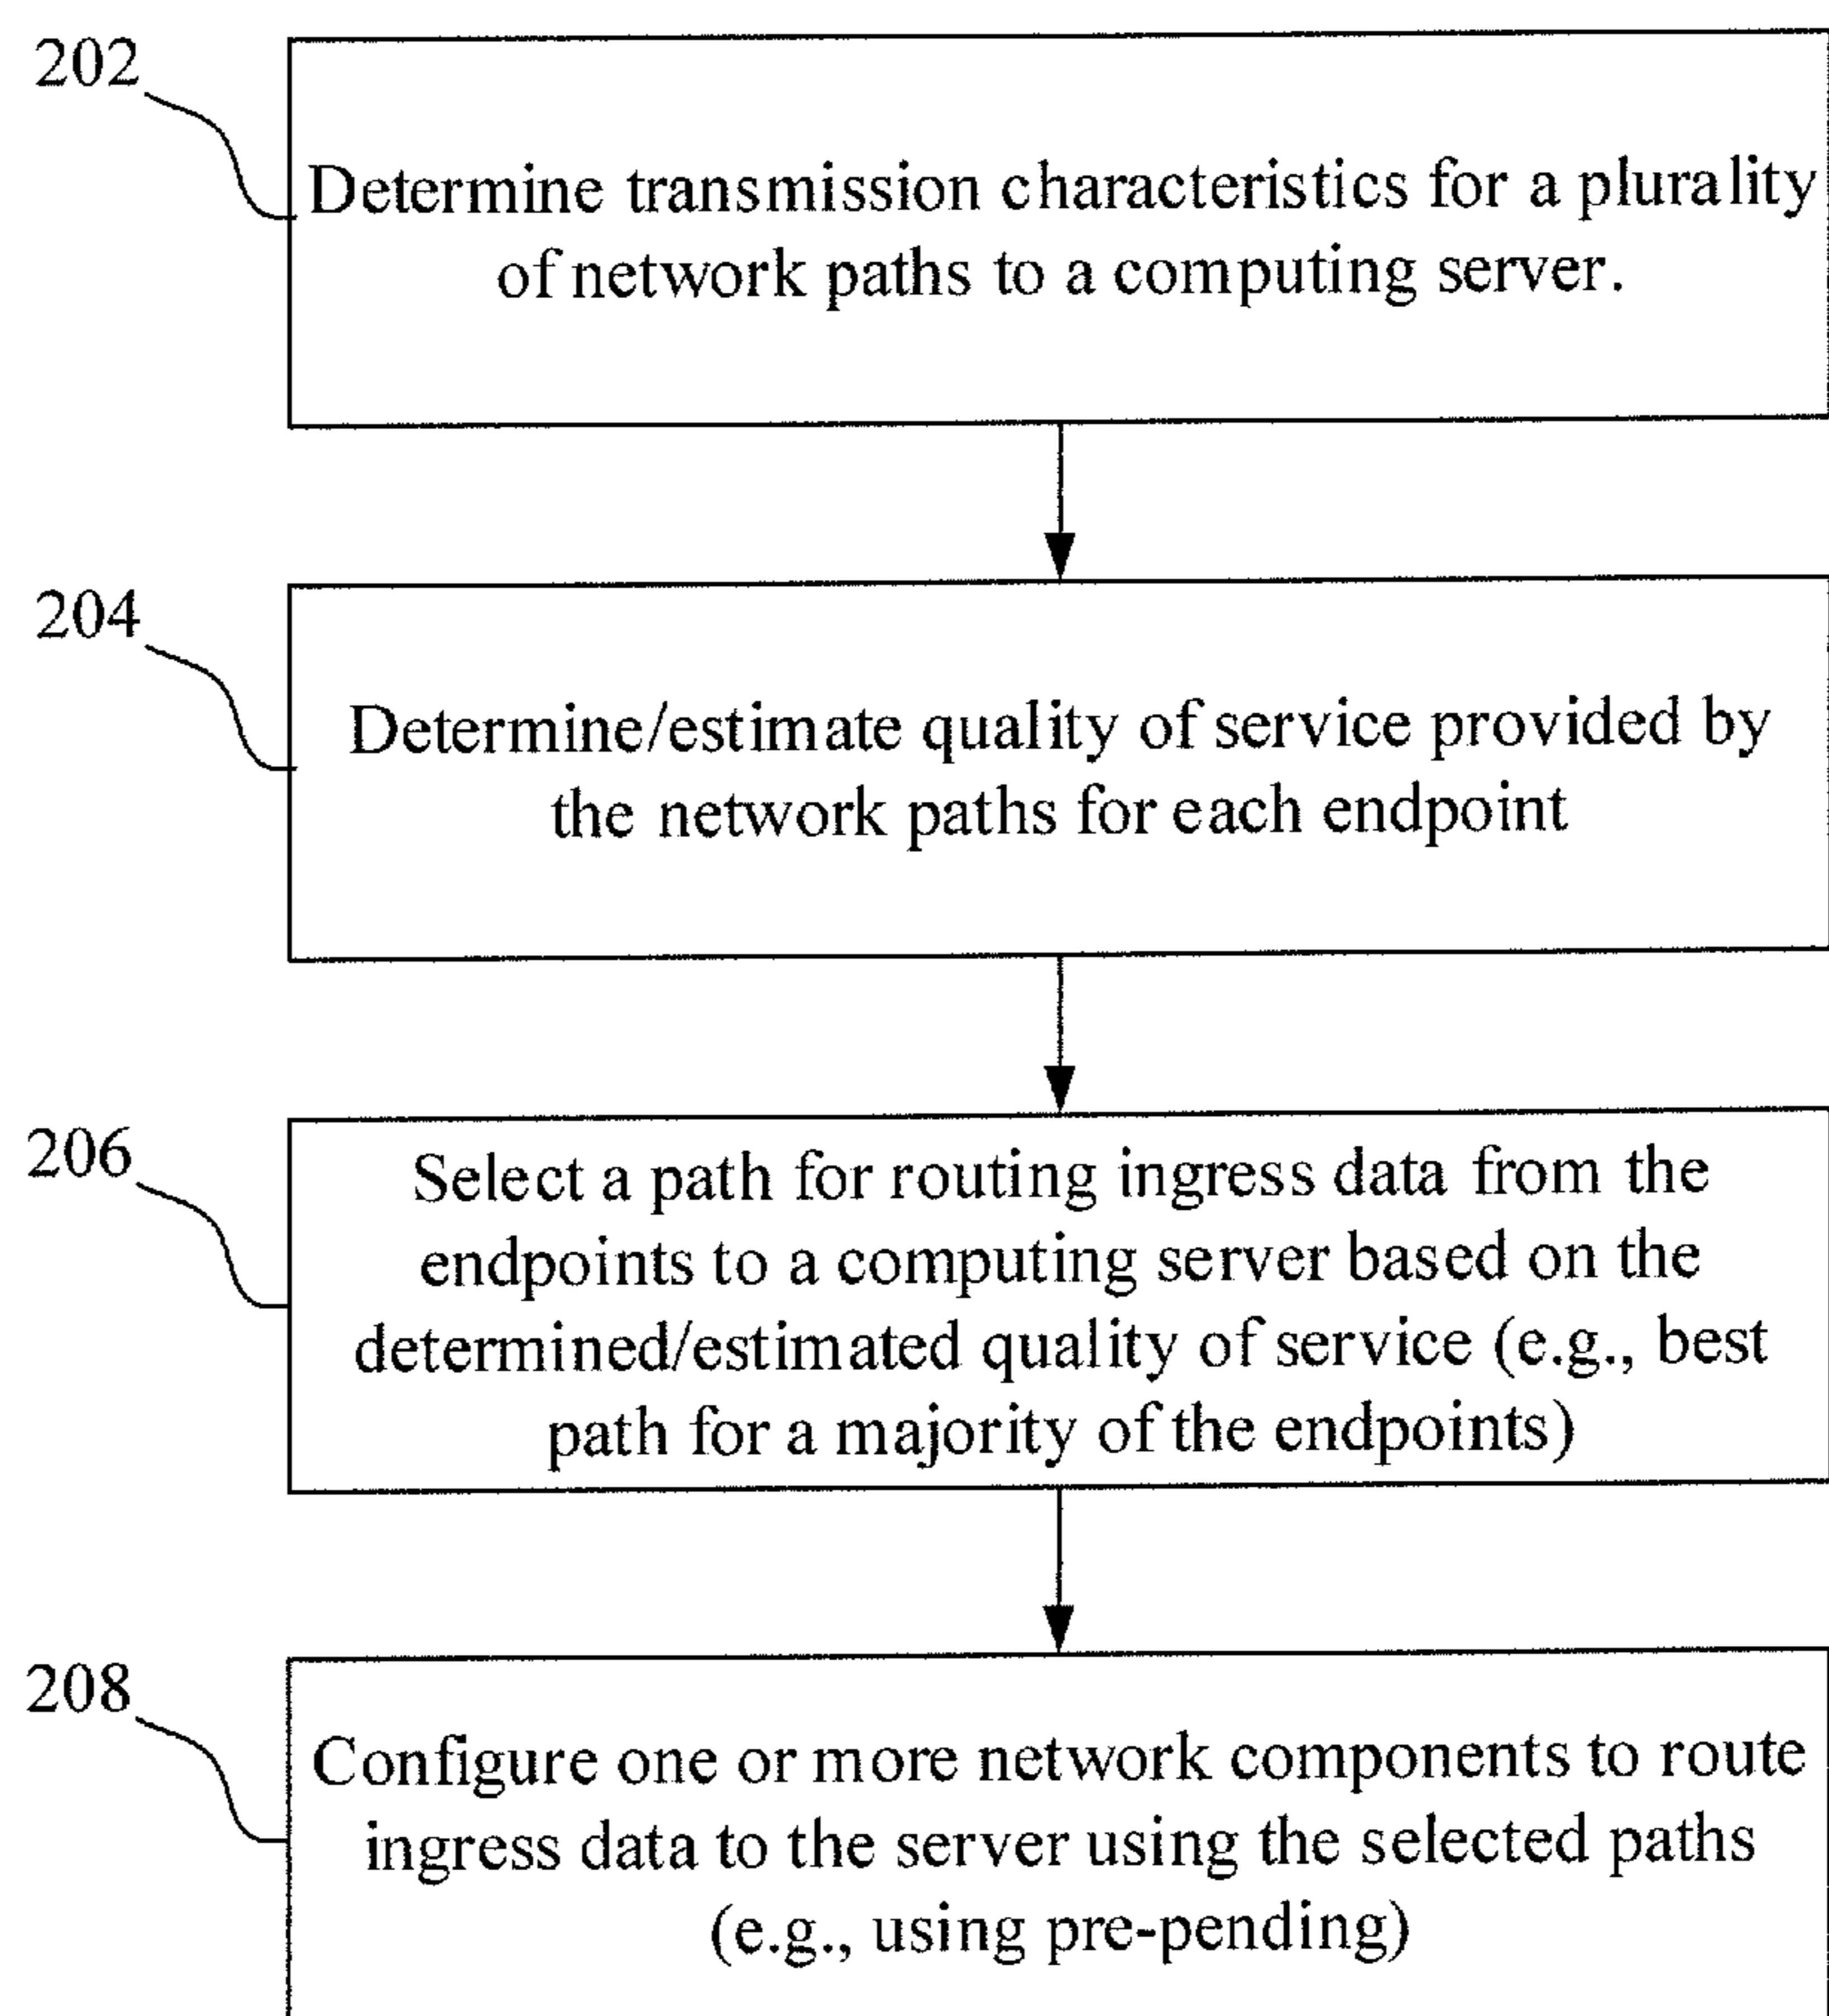 202
Determine transmission characteristics for a plurality
of network paths to a computing server.
204
Determine/estimate quality of service provided by
the network paths for each endpoint
206
Select a path for routing ingress data from the
endpoints to a computing server based on the
determined/estimated quality of service (e.g., best
path for a majority of the endpoints)
208
Configure one or more network components to route
ingress data to the server using the selected paths
(e.g., using pre-pending)